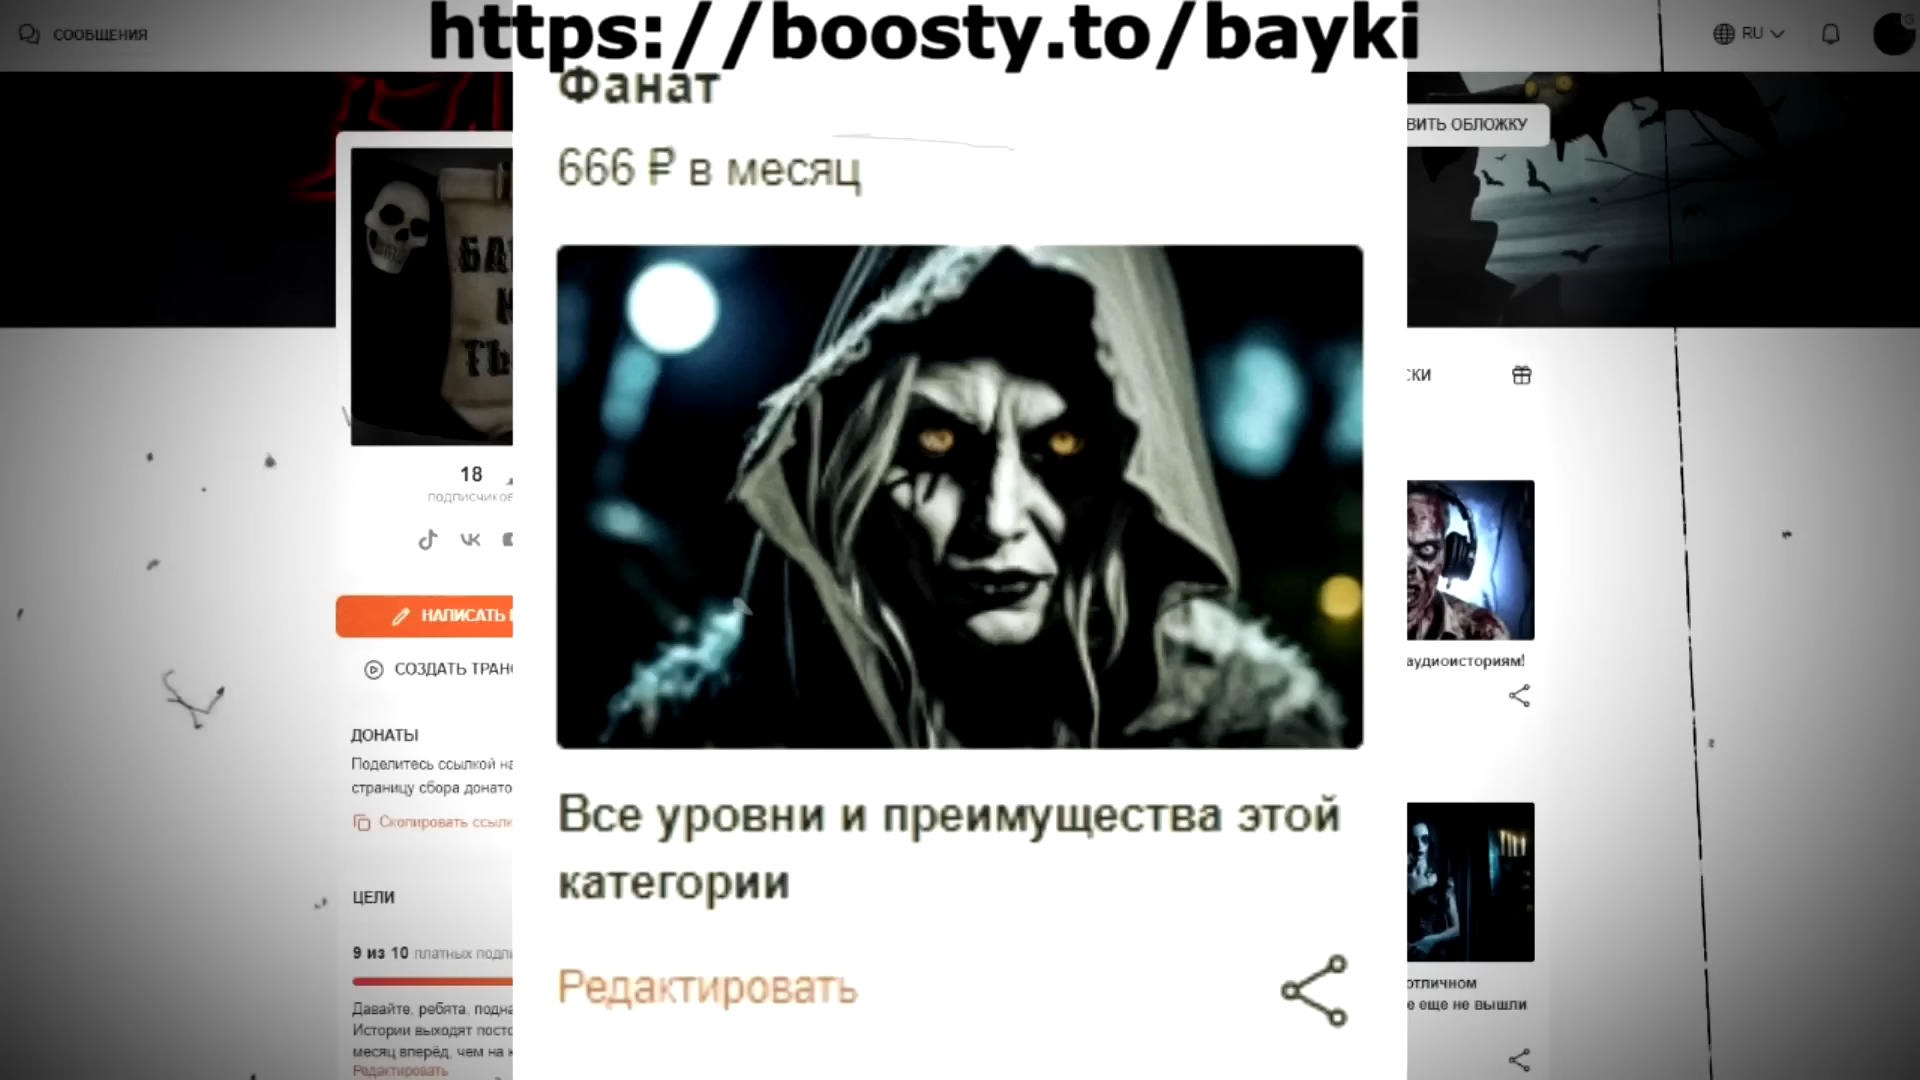 https://boosty.to/bayki
СООБЩЕНИЯ
RU
ВИТЬ ОБЛОЖКУ
Фанат
666 ₽ в месяц
Все уровни и преимущества этой
категории
Редактировать
18
подписчиков
НАПИСАТЬ
СОЗДАТЬ ТРАН
ДОНАТЫ
Поделитесь ссылкой на
страницу сбора донато
Скопировать ссылк
ЦЕЛИ
9 из 10 платных подпи
Давайте, ребята, подна
Истории выходят посто
месяц вперёд, чем на
Редактировать
СКИ
аудиоисториям!
отличном
е еще не вышли